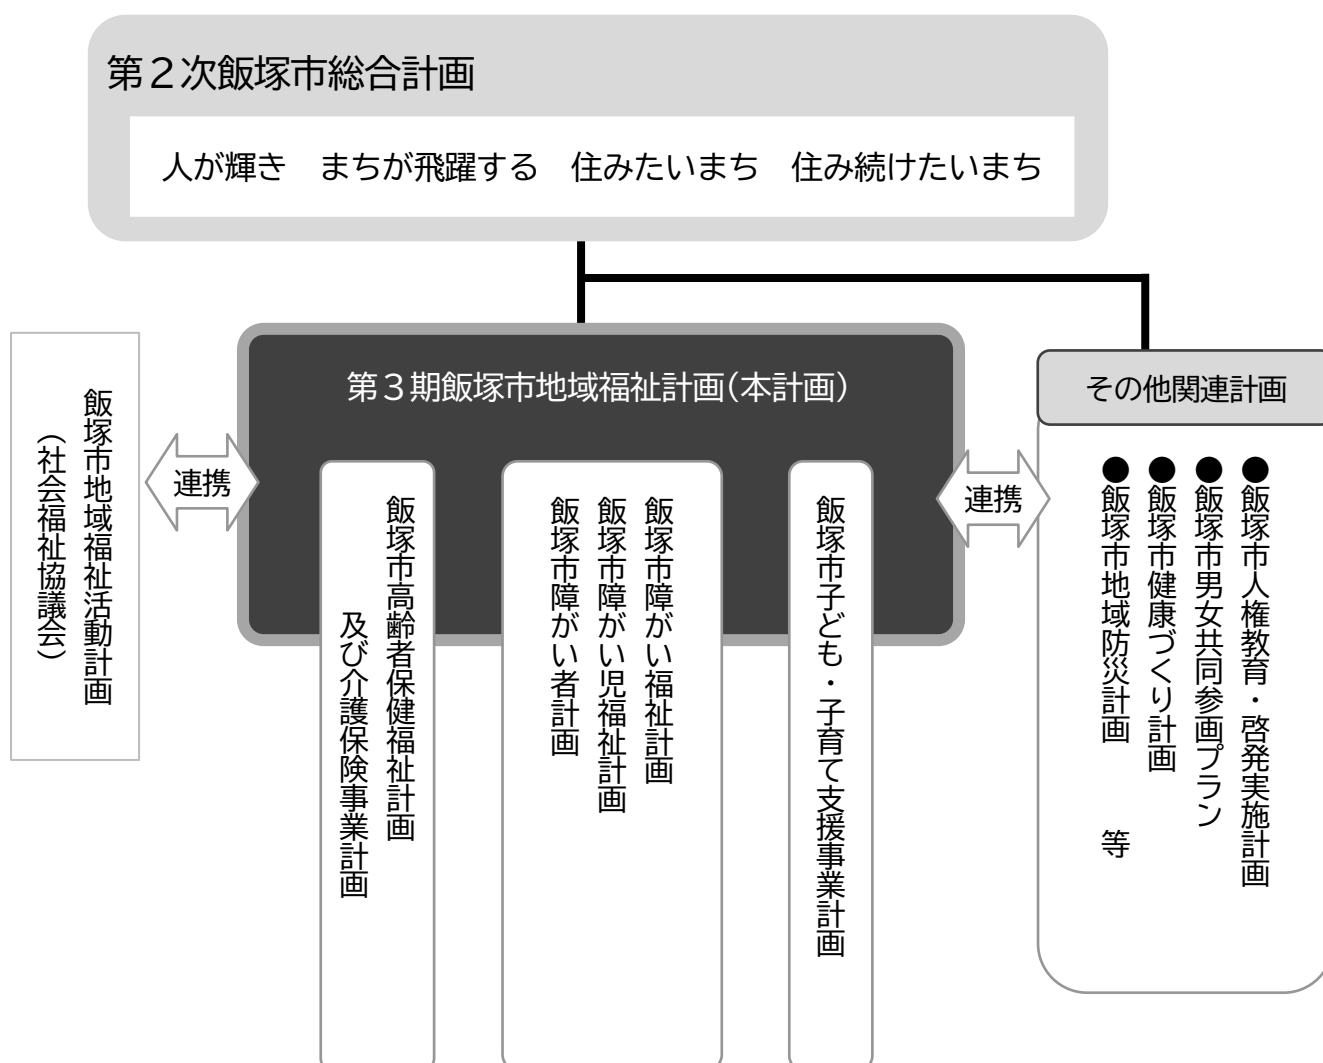 第２次飯塚市総合計画
人が輝き　まちが飛躍する　住みたいまち　住み続けたいまち
第３期飯塚市地域福祉計画（本計画）
その他関連計画
飯塚市地域福祉活動計画
（社会福祉協議会）
連携
連携
飯塚市高齢者保健福祉計画
及び介護保険事業計画
飯塚市障がい福祉計画
飯塚市障がい児福祉計画
飯塚市障がい者計画
飯塚市子ども・子育て支援事業計画
●飯塚市人権教育・啓発実施計画
●飯塚市男女共同参画プラン
●飯塚市健康づくり計画
●飯塚市地域防災計画　　等